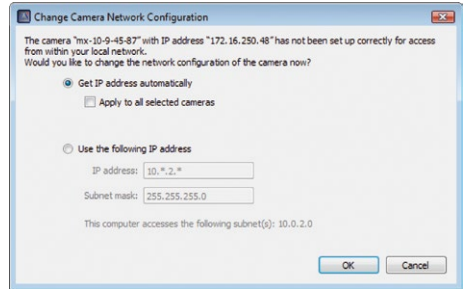 Change Camera Network Configuration
The camera "mx-10-9-45-87" with IP address "172.16.250.48" has not been set up correctly for access
from within your local network.
Would you like to change the network configuration of the camera now?
Get IP address automatically
Apply to all selected cameras
Use the following IP address
IP address: 10.*.2.*
Subnet mask: 255.255.255.0
This computer accesses the following subnet(s): 10.0.2.0
OK Cancel